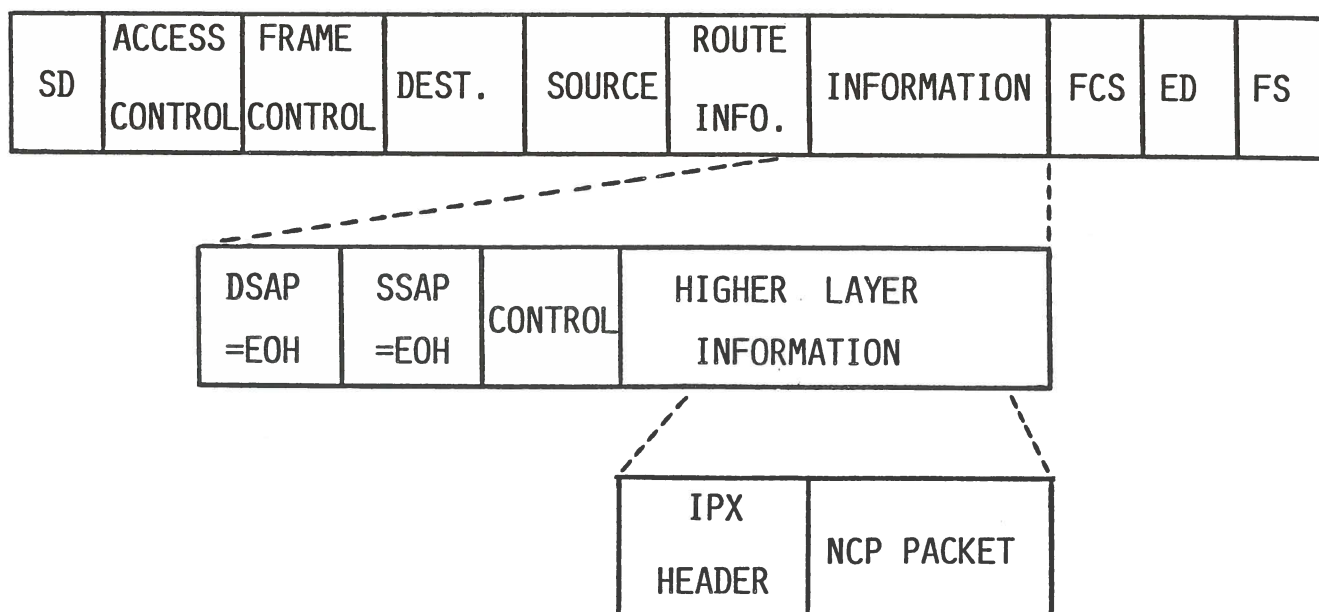 SD
ACCESS
CONTROL
FRAME
CONTROL
DEST.
SOURCE
ROUTE
INFO.
INFORMATION
FCS
ED
FS
DSAP
=EOH
SSAP
=EOH
CONTROL
HIGHER LAYER
INFORMATION
IPX
HEADER
NCP PACKET